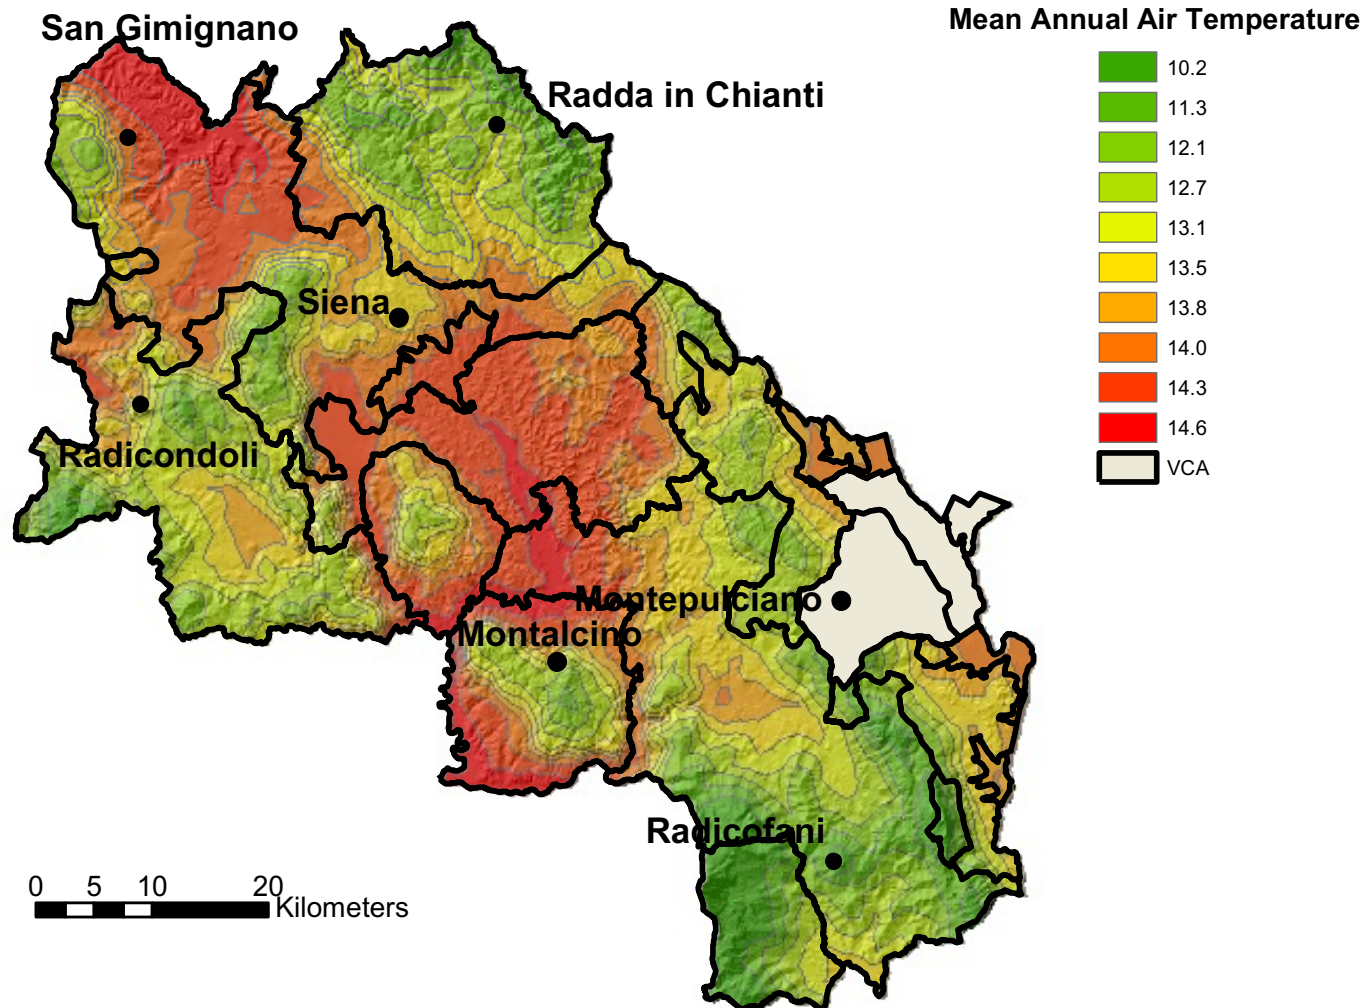 San Gimignano
Mean Annual Air Temperature
10.2
Radda in Chianti
11.3
12.1
12.7
13.1
13.5
Siena
13.8
14.0
14.3
14.6
Radicondoli
VCA
Montepulciano
Montalcino
Radicofani
0 5 10 20
Kilometers